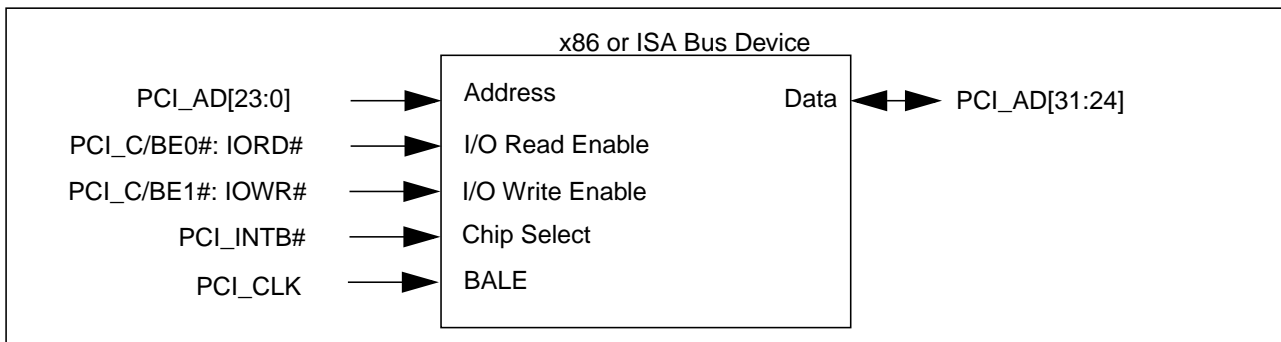 x86 or ISA Bus Device
PCI_AD[23:0] Address Data PCI_AD[31:24]
PCI_C/BE0#: IORD# I/O Read Enable
PCI_C/BE1#: IOWR# I/O Write Enable
PCI_INTB# Chip Select
PCI_CLK BALE